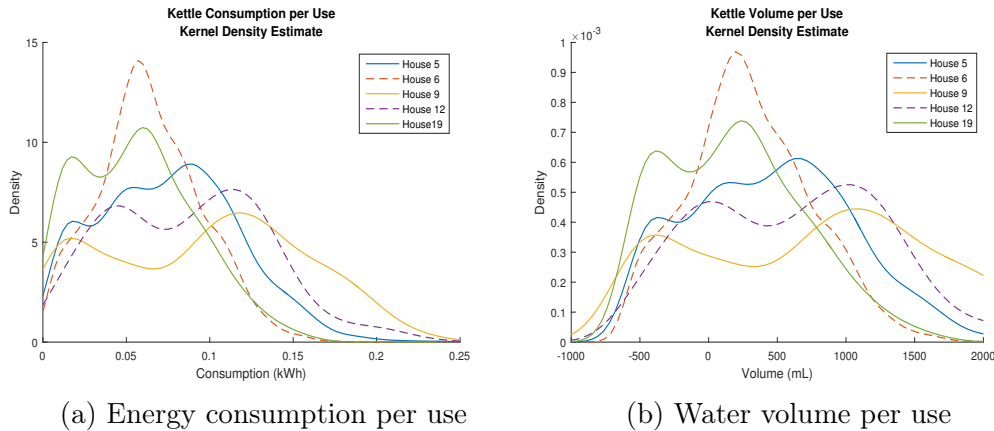 Kettle Consumption per Use
Kernel Density Estimate
15
10
5
0
Density
House 5
House 6
House 9
House 12
House19
0
0.05
0.1
0.15
0.2
0.25
Consumption (kWh)
(a) Energy consumption per use
Kettle Volume per Use
Kernel Density Estimate
× 10⁻³
1
0.9
0.8
0.7
0.6
0.5
0.4
0.3
0.2
0.1
0
Density
House 5
House 6
House 9
House 12
House 19
-1000
-500
0
500
1000
1500
2000
Volume (mL)
(b) Water volume per use